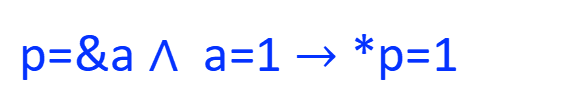 p=&a ∧ a=1 → *p=1